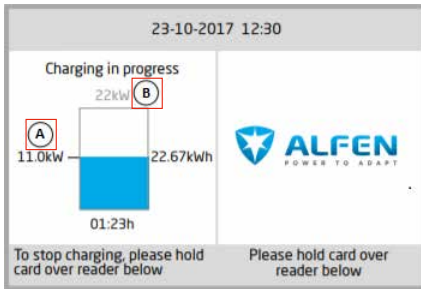 23-10-2017 12:30
Charging in progress
22kW B
A
11.0kW
22.67kWh
01:23h
To stop charging, please hold
card over reader below
ALFEN
POWER TO ADAPT
Please hold card over
reader below